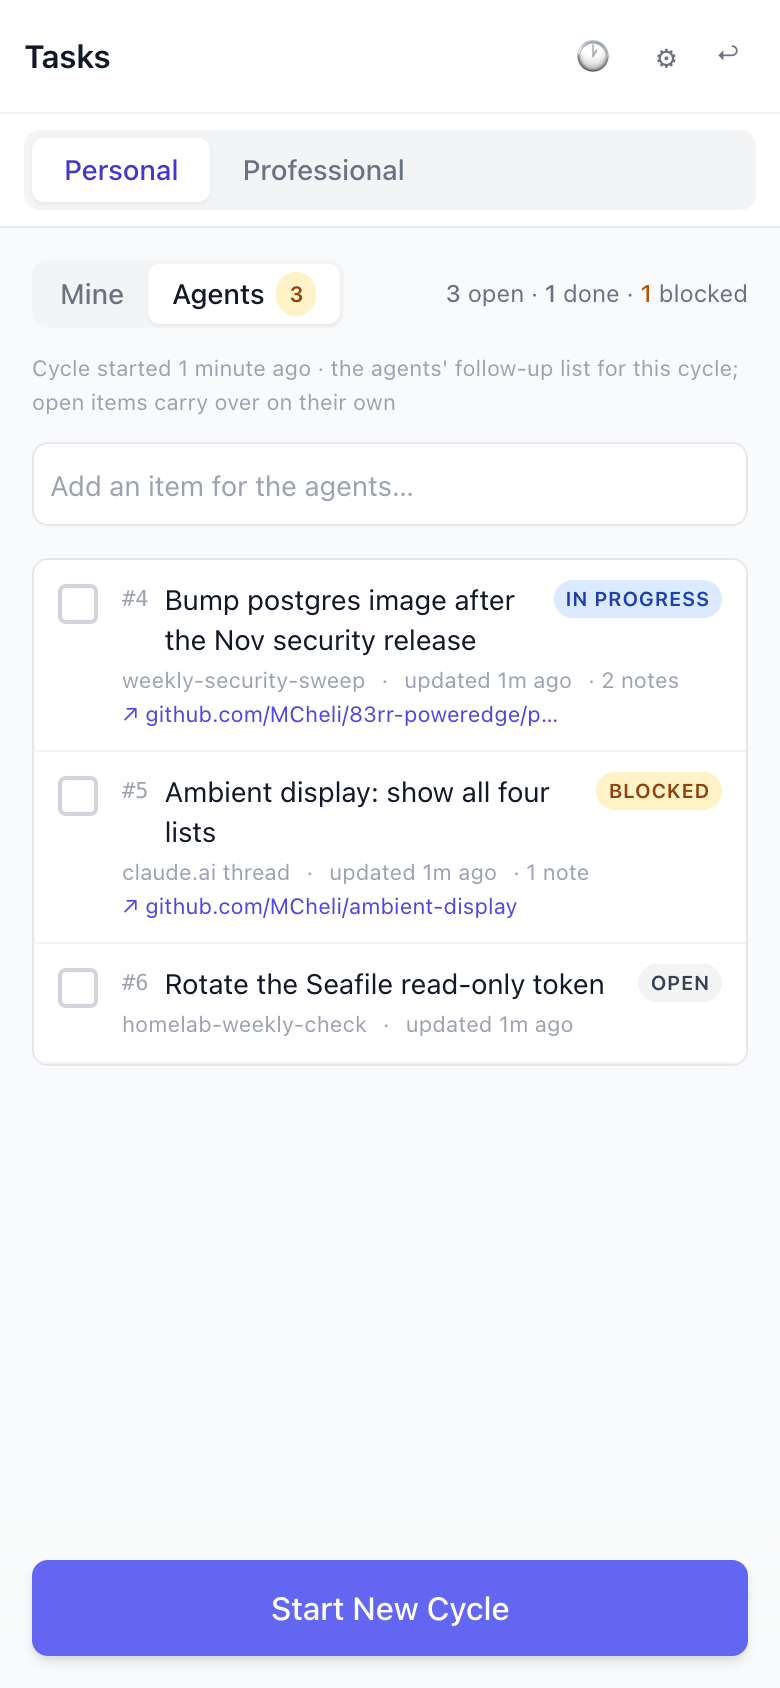 Tasks
Personal Professional
Mine Agents 3 3 open · 1 done · 1 blocked
Cycle started 1 minute ago · the agents' follow-up list for this cycle;
open items carry over on their own
Add an item for the agents...
#4 Bump postgres image after IN PROGRESS
the Nov security release
weekly-security-sweep · updated 1m ago · 2 notes
↗ github.com/MCheli/83rr-poweredge/p...
#5 Ambient display: show all four BLOCKED
lists
claude.ai thread · updated 1m ago · 1 note
↗ github.com/MCheli/ambient-display
#6 Rotate the Seafile read-only token OPEN
homelab-weekly-check · updated 1m ago
Start New Cycle